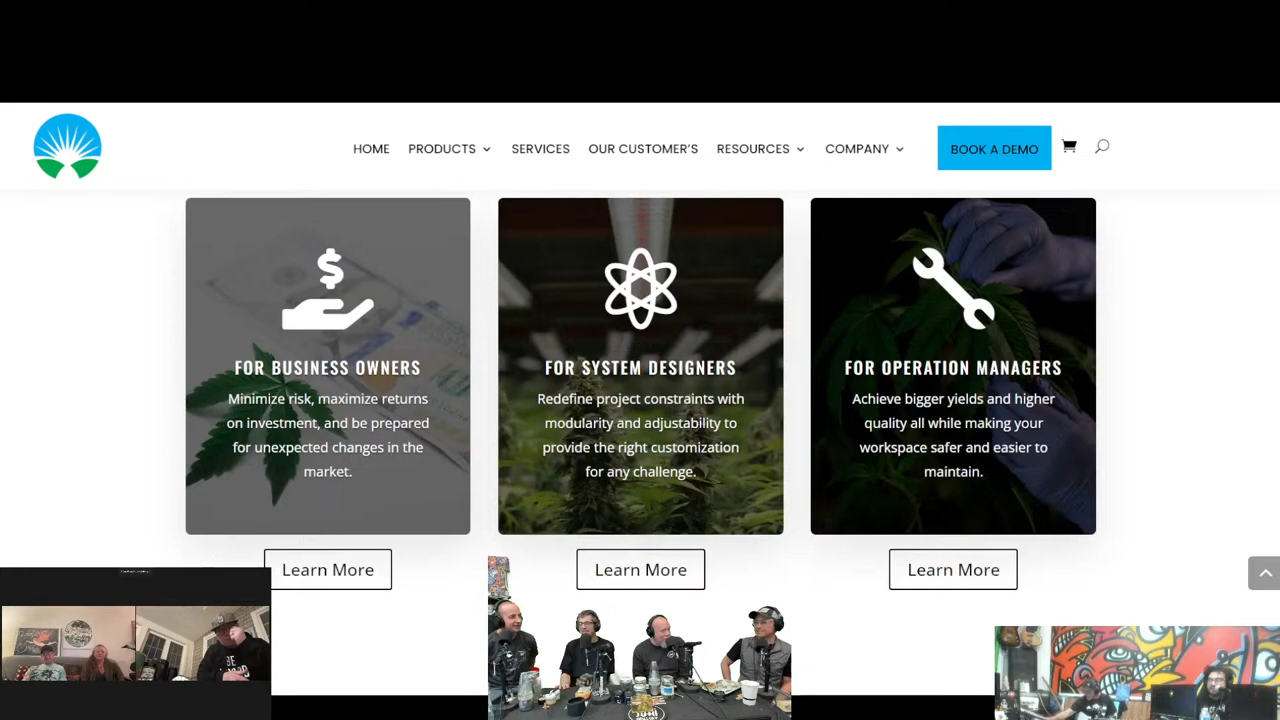 HOME PRODUCTS SERVICES OUR CUSTOMER'S RESOURCES COMPANY BOOK A DEMO
FOR BUSINESS OWNERS
Minimize risk, maximize returns
on investment, and be prepared
for unexpected changes in the
market.
Learn More
FOR SYSTEM DESIGNERS
Redefine project constraints with
modularity and adjustability to
provide the right customization
for any challenge.
Learn More
FOR OPERATION MANAGERS
Achieve bigger yields and higher
quality all while making your
workspace safer and easier to
maintain.
Learn More
BE